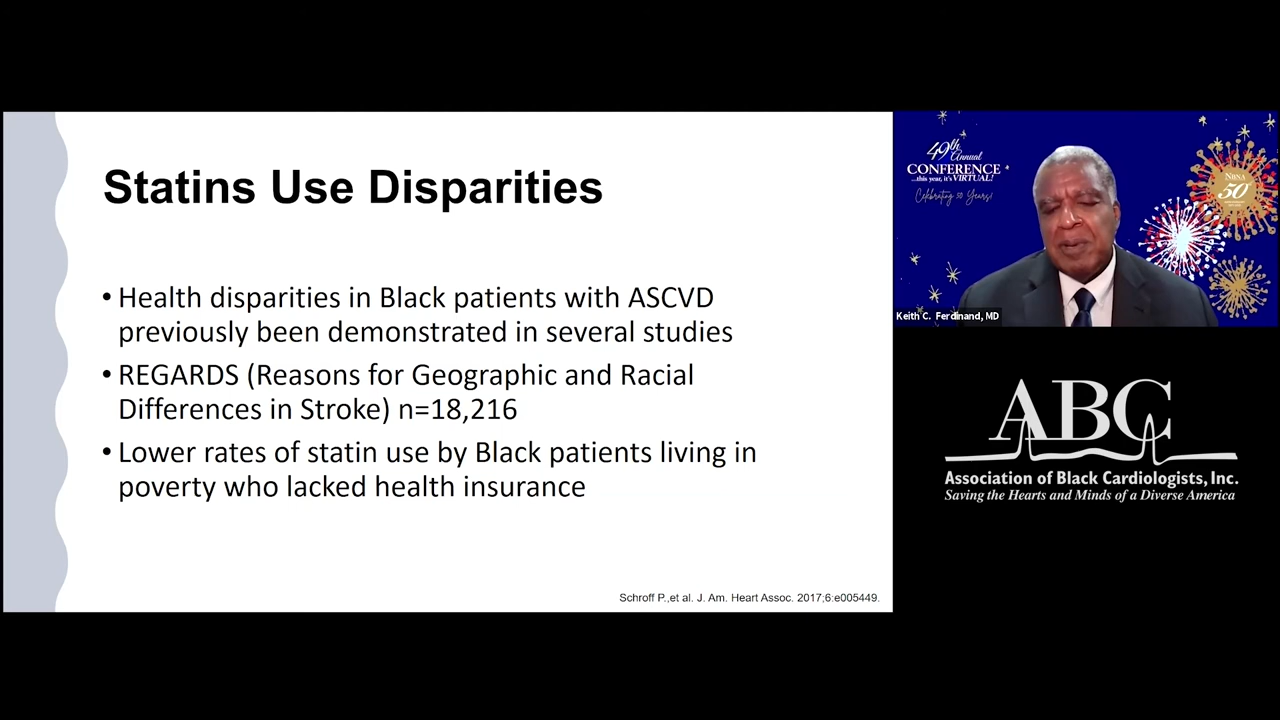 Statins Use Disparities
• Health disparities in Black patients with ASCVD
previously been demonstrated in several studies
• REGARDS (Reasons for Geographic and Racial
Differences in Stroke) n=18,216
• Lower rates of statin use by Black patients living in
poverty who lacked health insurance
Schroff P.,et al. J. Am. Heart Assoc. 2017;6:e005449.
49th Annual
CONFERENCE
...this year, it's VIRTUAL!
Celebrating 50 Years!
NBNA
50
Keith C. Ferdinand, MD
ABC
Association of Black Cardiologists, Inc.
Saving the Hearts and Minds of a Diverse America